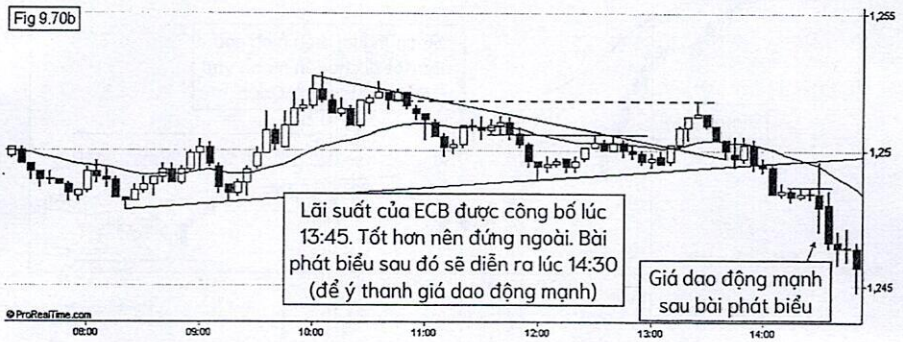 Fig 9.70b
1,255
1,25
Lãi suất của ECB được công bố lúc
13:45. Tốt hơn nên đứng ngoài. Bài
phát biểu sau đó sẽ diễn ra lúc 14:30
(để ý thanh giá dao động mạnh)
Giá dao động mạnh
sau bài phát biểu
1,245
© ProRealTime.com
08:00 09:00 10:00 11:00 12:00 13:00 14:00